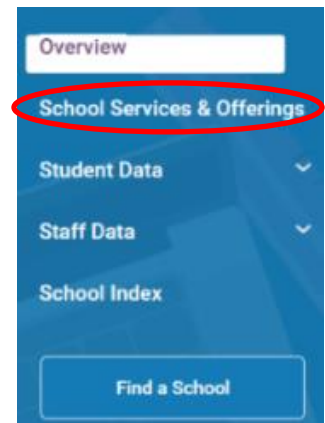 Overview
School Services & Offerings
Student Data
Staff Data
School Index
Find a School